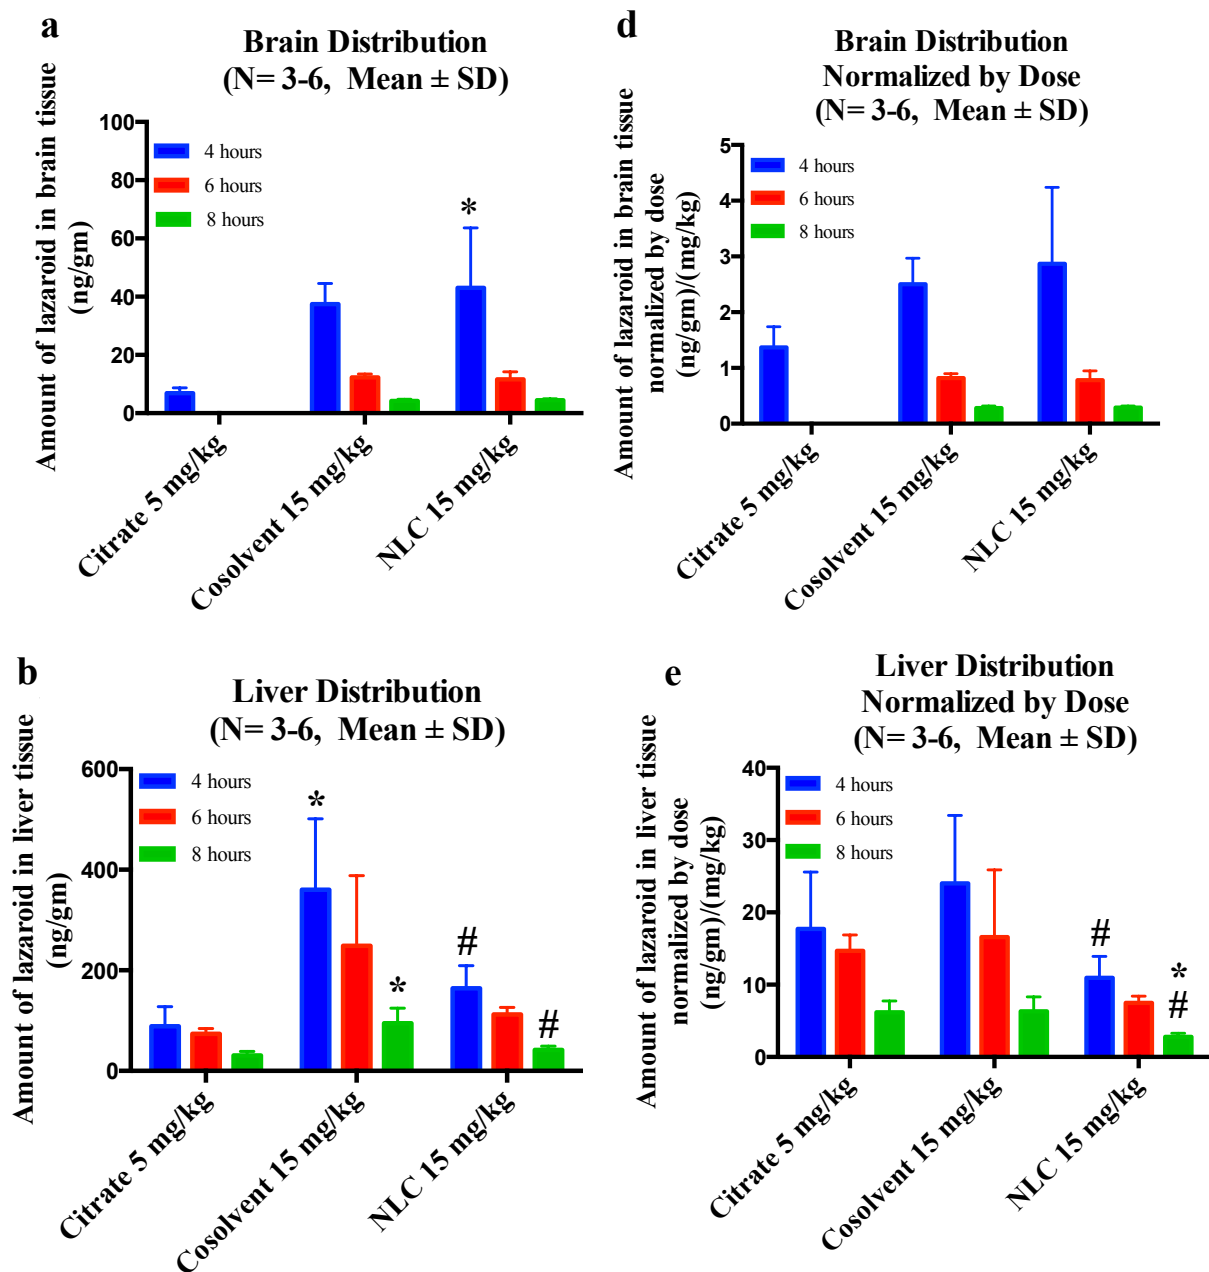 a
Brain Distribution
(N= 3-6, Mean ± SD)
Amount of lazaroid in brain tissue
(ng/gm)
100
80
60
40
20
0
4 hours
6 hours
8 hours
*
Citrate 5 mg/kg
Cosolvent 15 mg/kg
NLC 15 mg/kg
d
Brain Distribution
Normalized by Dose
(N= 3-6, Mean ± SD)
Amount of lazaroid in brain tissue
normalized by dose
(ng/gm)/(mg/kg)
5
4
3
2
1
0
4 hours
6 hours
8 hours
Citrate 5 mg/kg
Cosolvent 15 mg/kg
NLC 15 mg/kg
b
Liver Distribution
(N= 3-6, Mean ± SD)
Amount of lazaroid in liver tissue
(ng/gm)
600
400
200
0
4 hours
6 hours
8 hours
*
*
#
#
Citrate 5 mg/kg
Cosolvent 15 mg/kg
NLC 15 mg/kg
e
Liver Distribution
Normalized by Dose
(N= 3-6, Mean ± SD)
Amount of lazaroid in liver tissue
normalized by dose
(ng/gm)/(mg/kg)
40
30
20
10
0
4 hours
6 hours
8 hours
#
*
#
Citrate 5 mg/kg
Cosolvent 15 mg/kg
NLC 15 mg/kg